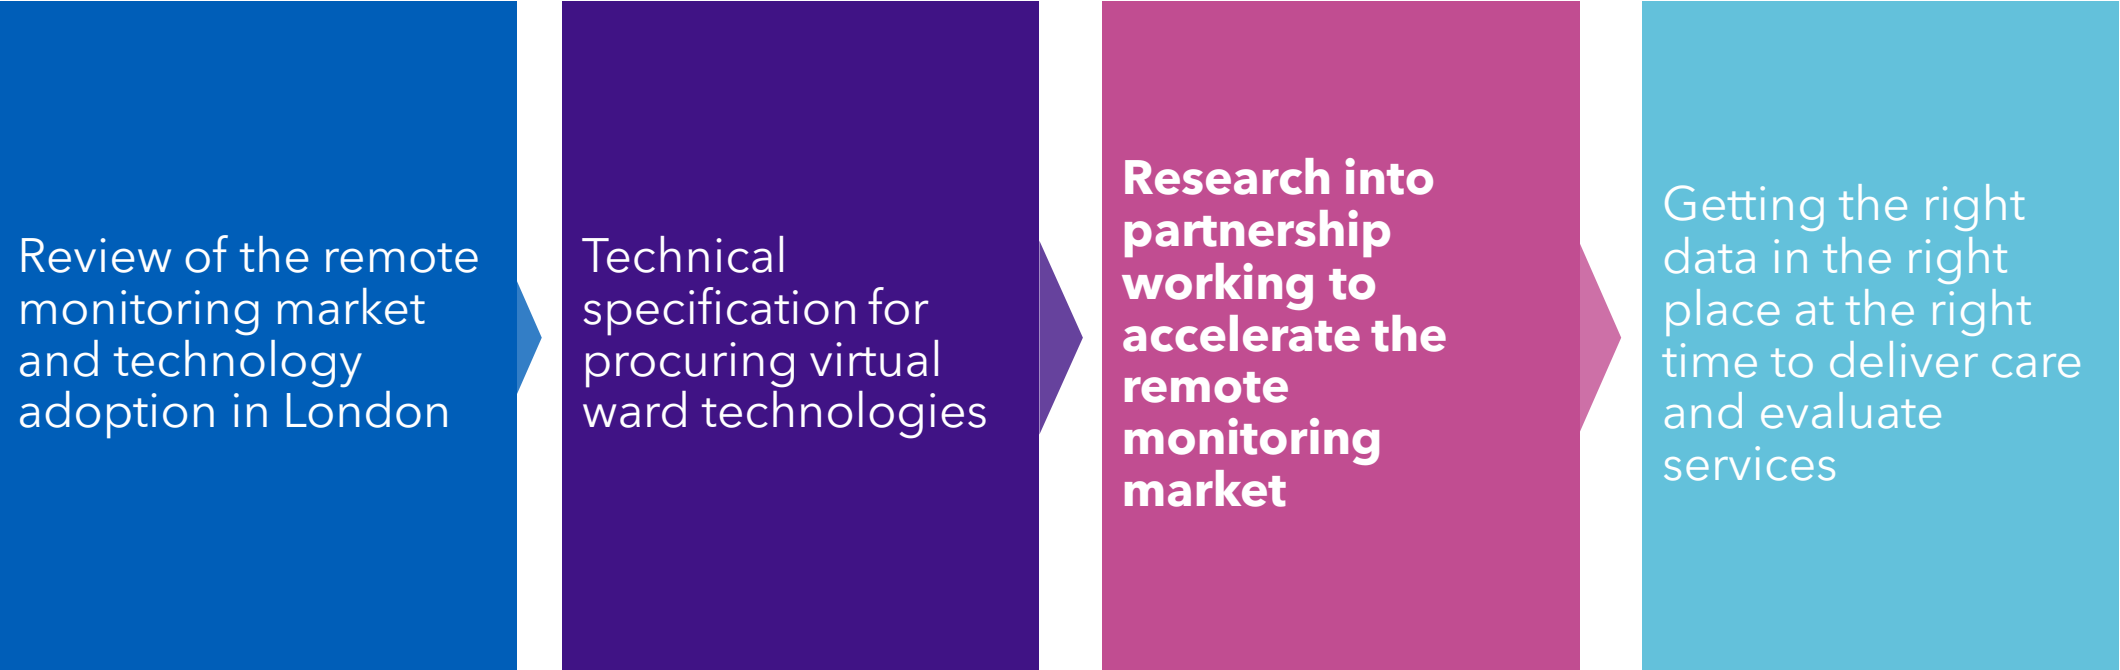 Review of the remote
monitoring market
and technology
adoption in London
Technical
specification for
procuring virtual
ward technologies
Research into
partnership
working to
accelerate the
remote
monitoring
market
Getting the right
data in the right
place at the right
time to deliver care
and evaluate
services